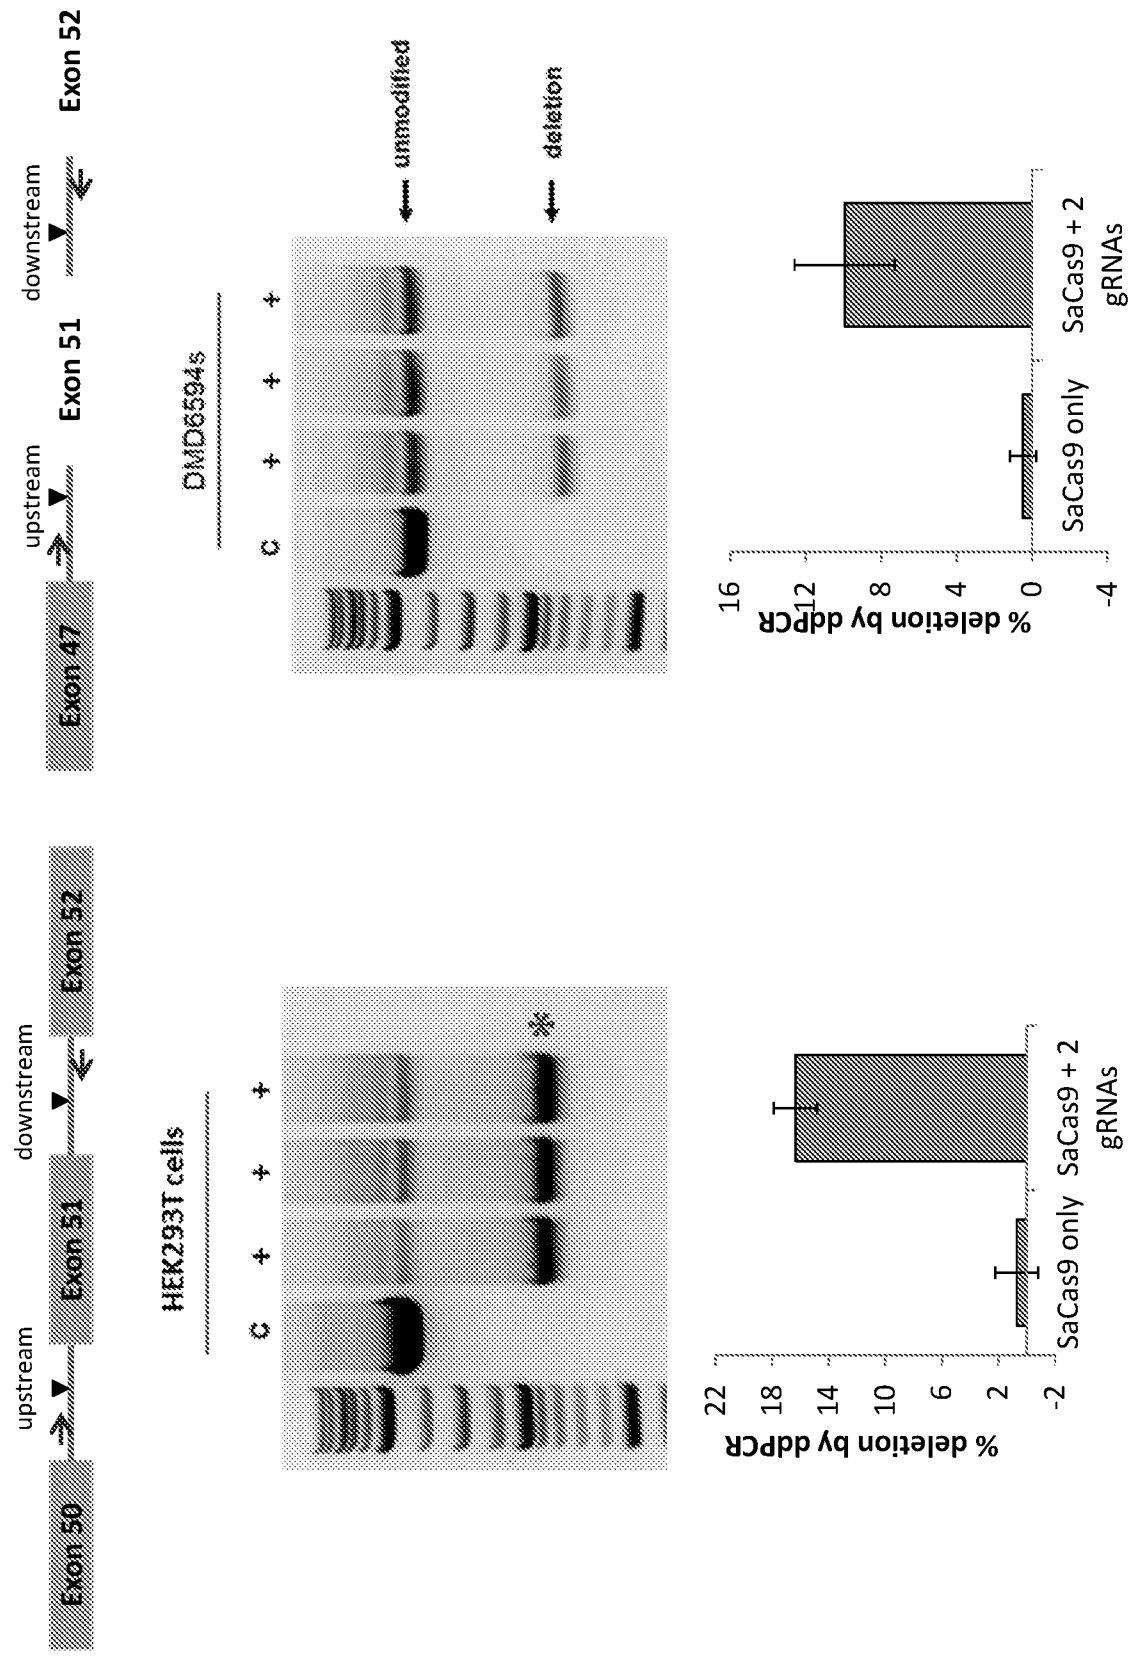 upstream
downstream
Exon 50
Exon 51
Exon 52
HEK293T cells
C + + +
*
% deletion by ddPCR
22
18
14
10
6
2
-2
SaCas9 only
SaCas9 + 2
gRNAs
upstream
downstream
Exon 47
Exon 51
Exon 52
DMD6594s
C + + +
unmodified
deletion
% deletion by ddPCR
16
12
8
4
0
-4
SaCas9 only
SaCas9 + 2
gRNAs